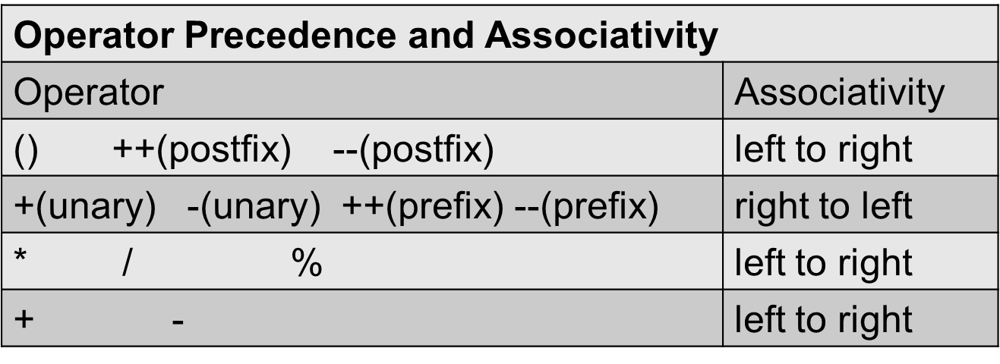 Operator Precedence and Associativity
Operator Associativity
() ++(postfix) --(postfix) left to right
+(unary) -(unary) ++(prefix) --(prefix) right to left
* / % left to right
+ - left to right